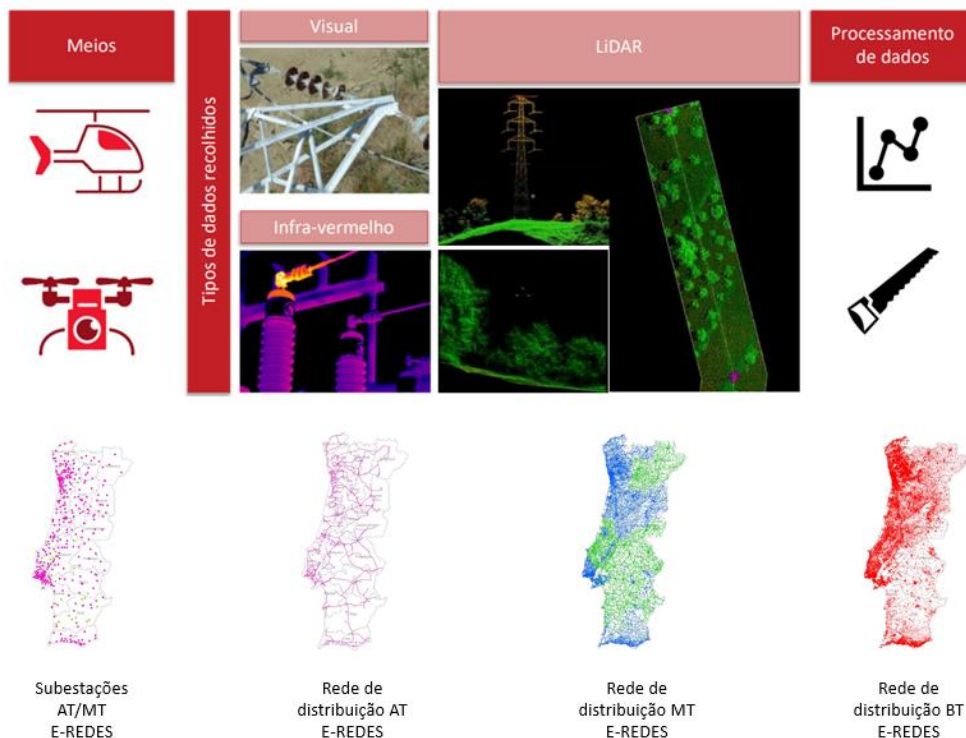 Meios
Tipos de dados recolhidos
Visual
Infra-vermelho
LiDAR
Processamento
de dados
Subestações
AT/MT
E-REDES
Rede de
distribuição AT
E-REDES
Rede de
distribuição MT
E-REDES
Rede de
distribuição BT
E-REDES